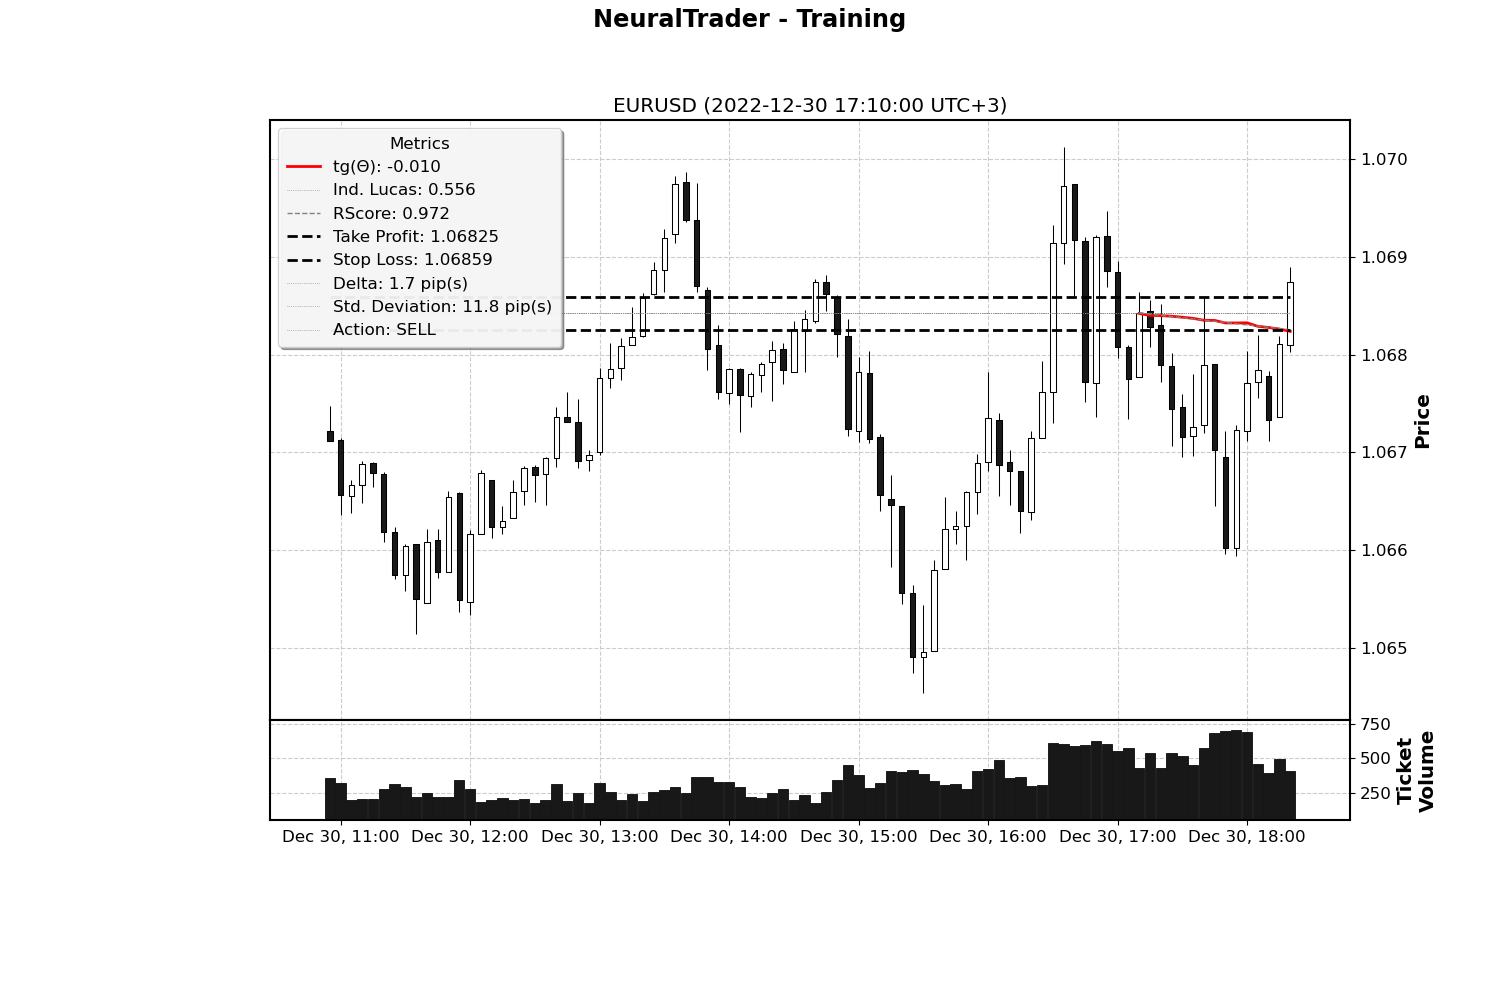 NeuralTrader - Training
EURUSD (2022-12-30 17:10:00 UTC+3)
Metrics
tg(Θ): -0.010
Ind. Lucas: 0.556
RScore: 0.972
Take Profit: 1.06825
Stop Loss: 1.06859
Delta: 1.7 pip(s)
Std. Deviation: 11.8 pip(s)
Action: SELL
1.070
1.069
1.068
1.067
1.066
1.065
Price
750
500
250
Ticket
Volume
Dec 30, 11:00 Dec 30, 12:00 Dec 30, 13:00 Dec 30, 14:00 Dec 30, 15:00 Dec 30, 16:00 Dec 30, 17:00 Dec 30, 18:00